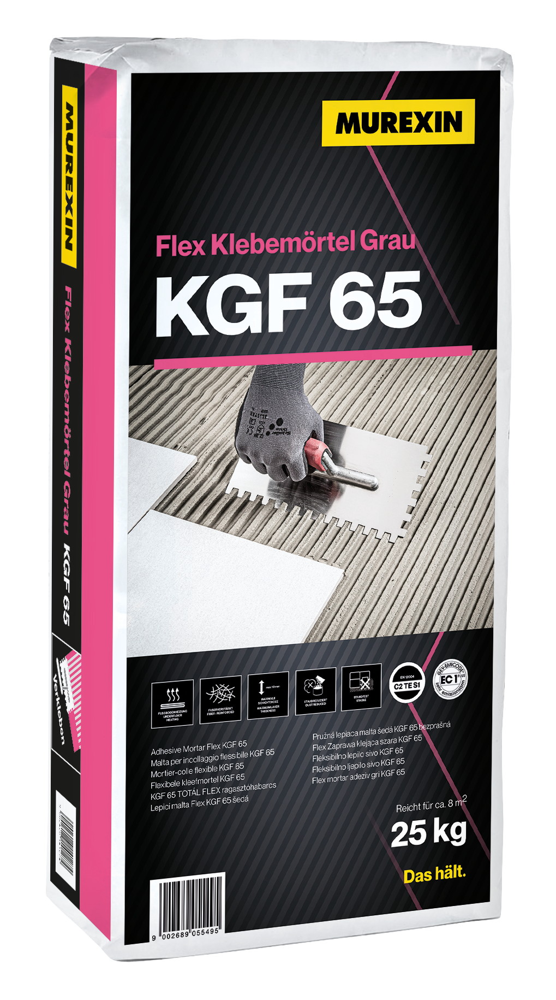 MUREXIN
Flex Klebemörtel Grau
KGF 65
FUSSBODENHEIZUNG
UNDERFLOOR
HEATING
FASERVERSTÄRKT
FIBER-REINFORCED
max 10 mm
MAXIMALE
SCHICHTDICKE
MAXIMUM LAYER
THICKNESS
STAUBREDUZIERT
DUST REDUCED
STANDFEST
STABLE
EN 12004
C2 TE S1
GEV-EMICODE
EC 1 PLUS
sehr emissionsarm
Adhesive Mortar Flex KGF 65
Malta per incollaggio flessibile KGF 65
Mortier-colle flexible KGF 65
Flexibele kleefmortel KGF 65
KGF 65 TOTÁL FLEX ragasztóhabarcs
Lepicí malta Flex KGF 65 šedá
Pružná lepiaca malta šedá KGF 65 bezprašná
Flex Zaprawa klejąca szara KGF 65
Fleksibilno lepilo sivo KGF 65
Fleksibilno ljepilo sivo KGF 65
Flex mortar adeziv gri KGF 65
Reicht für ca. 8 m²
25 kg
Das hält.
9 002689 055495
MUREXIN
Flex Klebemörtel Grau KGF 65
verkleben